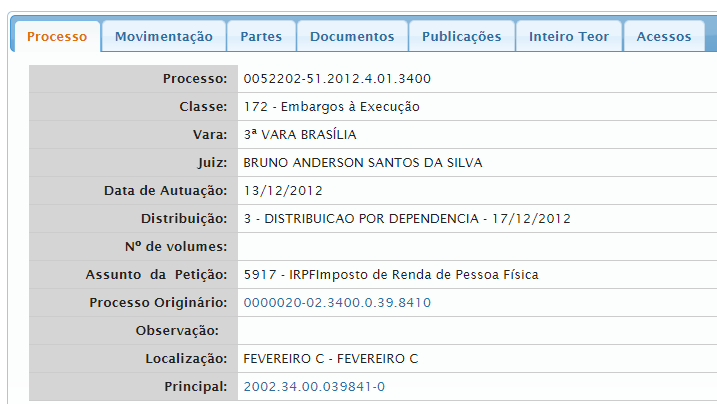 Processo Movimentação Partes Documentos Publicações Inteiro Teor Acessos
Processo: 0052202-51.2012.4.01.3400
Classe: 172 - Embargos à Execução
Vara: 3ª VARA BRASÍLIA
Juiz: BRUNO ANDERSON SANTOS DA SILVA
Data de Autuação: 13/12/2012
Distribuição: 3 - DISTRIBUICAO POR DEPENDENCIA - 17/12/2012
Nº de volumes:
Assunto da Petição: 5917 - IRPFImposto de Renda de Pessoa Física
Processo Originário: 0000020-02.3400.0.39.8410
Observação:
Localização: FEVEREIRO C - FEVEREIRO C
Principal: 2002.34.00.039841-0